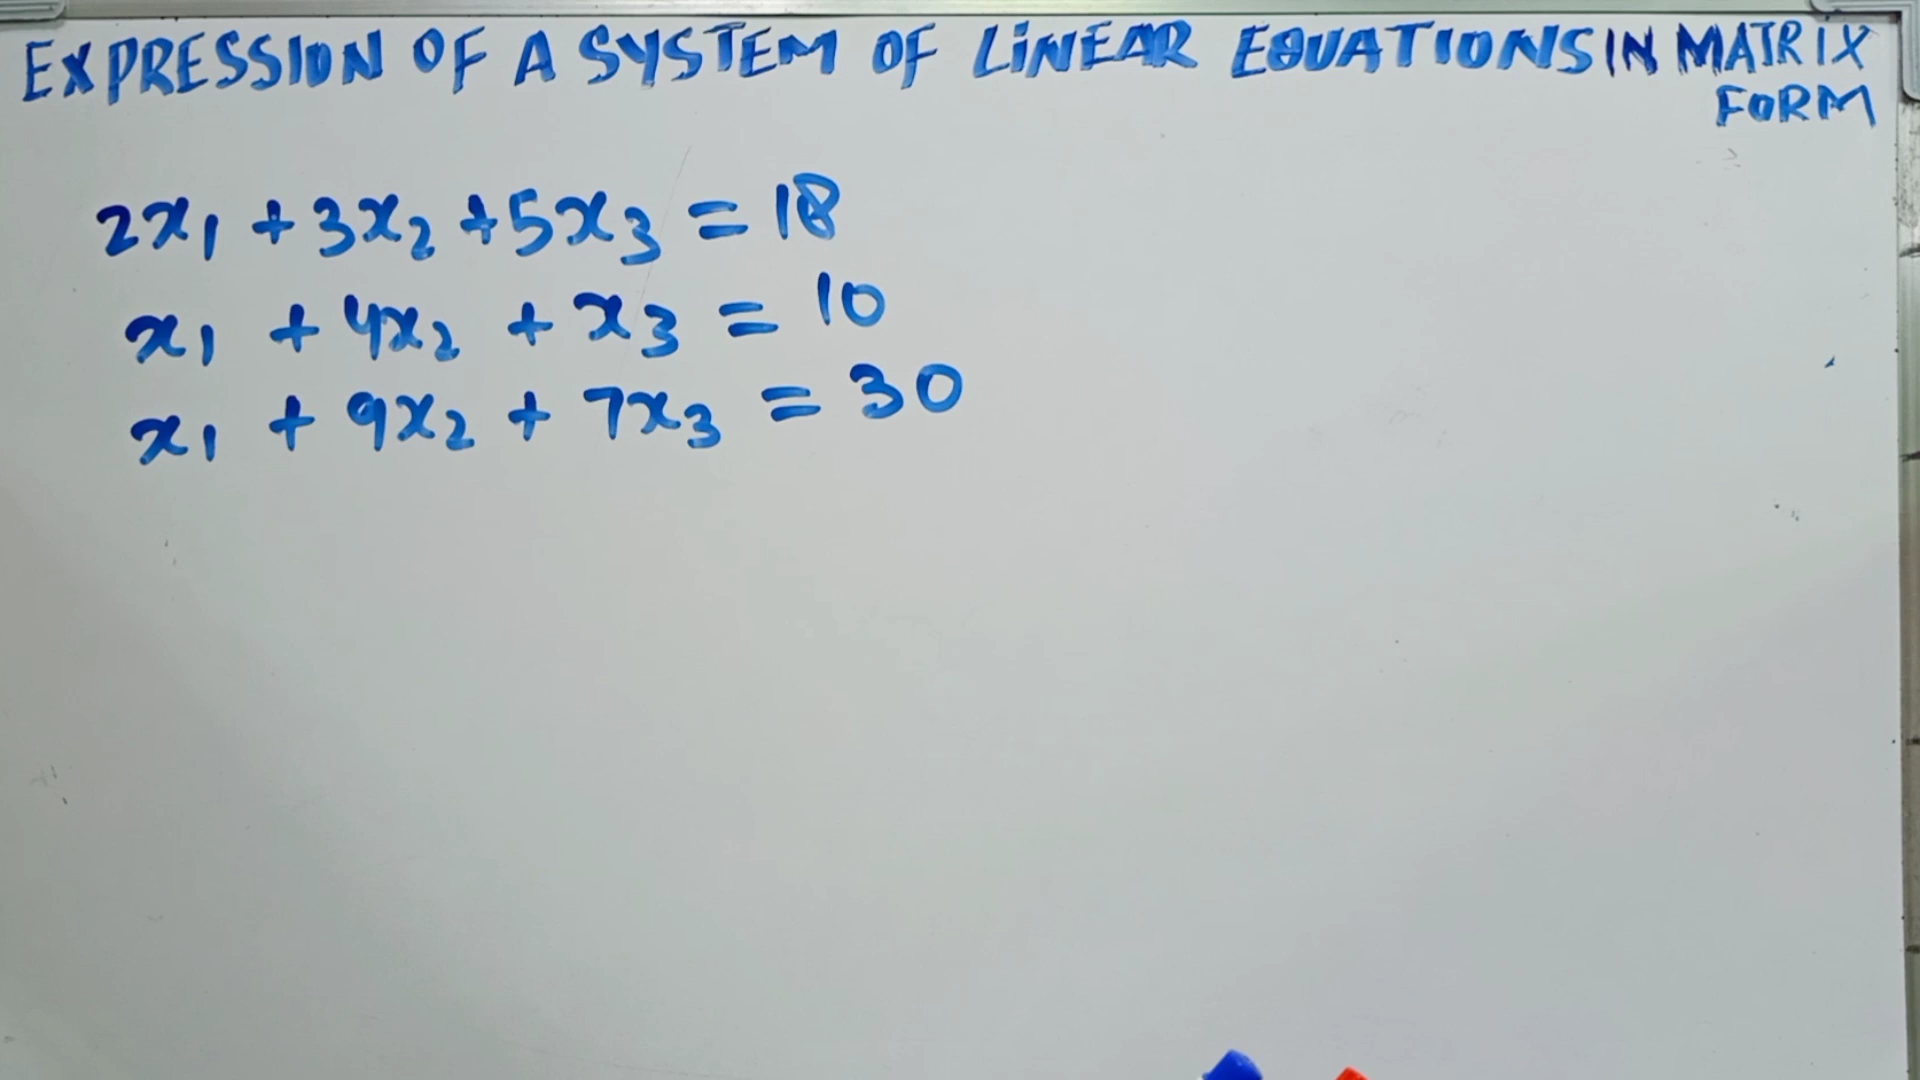 EXPRESSION OF A SYSTEM OF LINEAR EQUATIONS IN MATRIX
FORM
2x₁ + 3x₂ + 5x₃ = 18
x₁ + 4x₂ + x₃ = 10
x₁ + 9x₂ + 7x₃ = 30